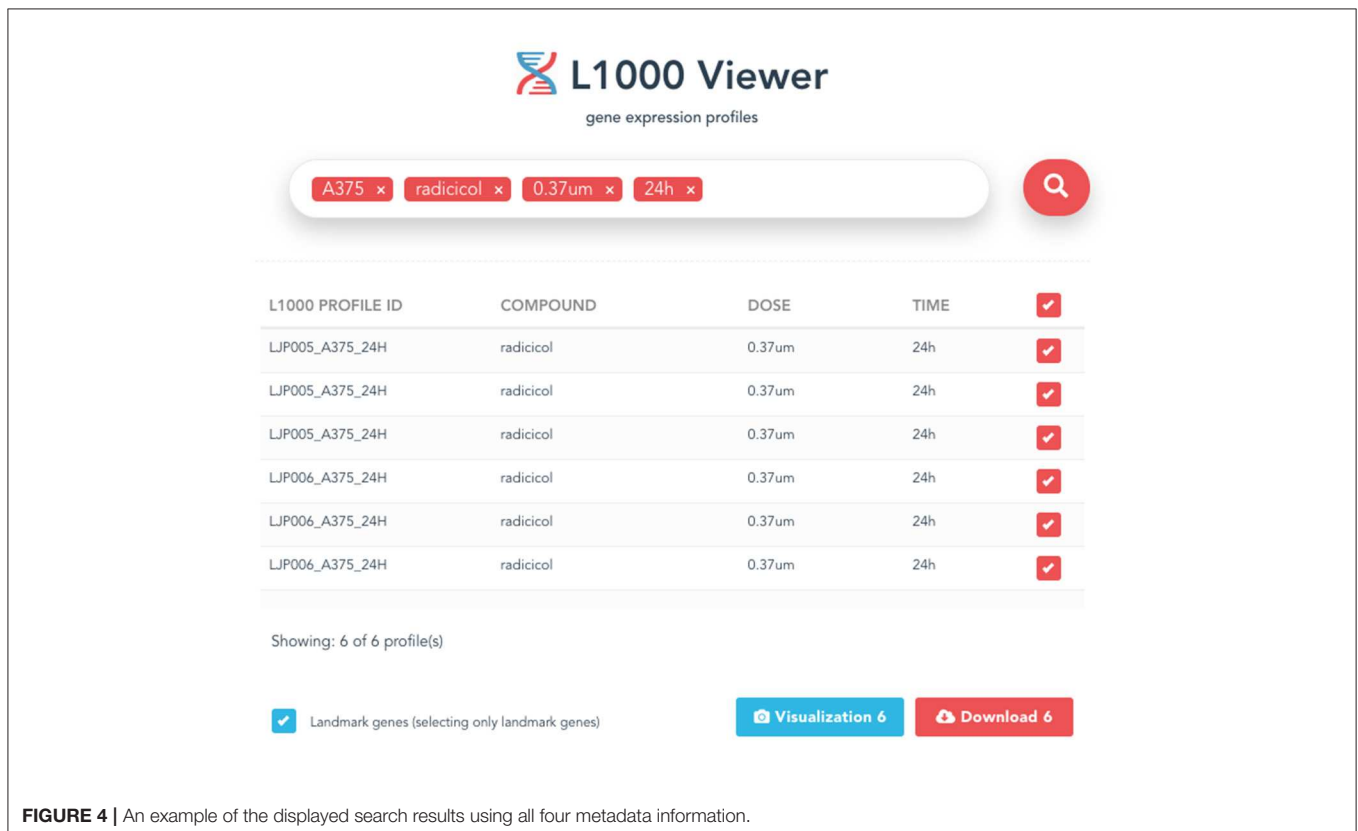 L1000 Viewer
gene expression profiles
A375 × radicicol × 0.37um × 24h ×
L1000 PROFILE ID COMPOUND DOSE TIME
LJP005_A375_24H radicicol 0.37um 24h
LJP005_A375_24H radicicol 0.37um 24h
LJP005_A375_24H radicicol 0.37um 24h
LJP006_A375_24H radicicol 0.37um 24h
LJP006_A375_24H radicicol 0.37um 24h
LJP006_A375_24H radicicol 0.37um 24h
Showing: 6 of 6 profile(s)
Landmark genes (selecting only landmark genes) Visualization 6 Download 6
FIGURE 4 | An example of the displayed search results using all four metadata information.